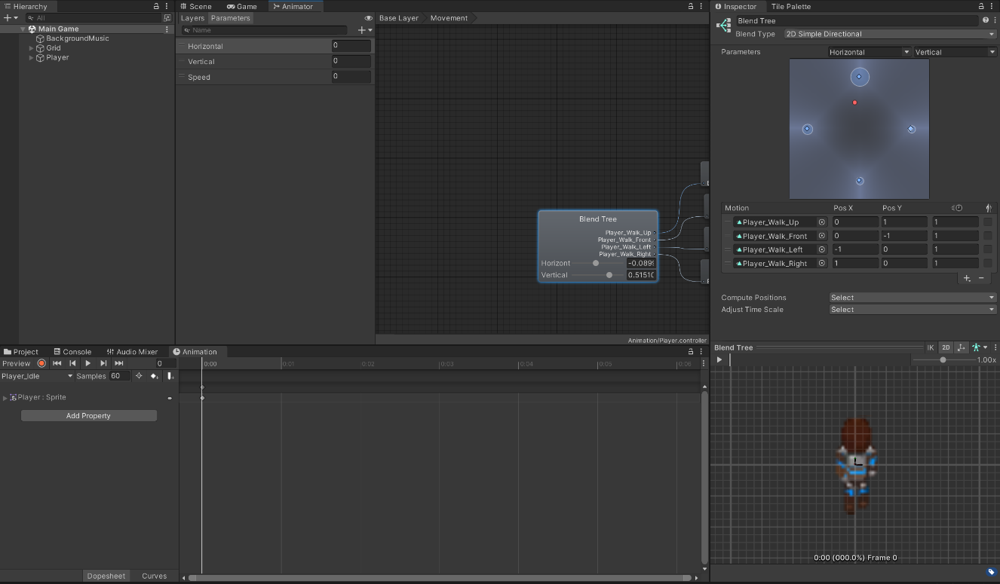 Hierarchy
All
Main Game
BackgroundMusic
Grid
Player
Scene
Game
Animator
Layers
Parameters
Name
Horizontal
0
Vertical
0
Speed
0
Base Layer
Movement
Blend Tree
Player_Walk_Up
Player_Walk_Front
Player_Walk_Left
Player_Walk_Right
Horizont
-0.089
Vertical
0.5151
Animation/Player.controller
Inspector
Tile Palette
Blend Tree
Blend Type
2D Simple Directional
Parameters
Horizontal
Vertical
Motion
Pos X
Pos Y
Player_Walk_Up
0
1
1
Player_Walk_Front
0
-1
1
Player_Walk_Left
-1
0
1
Player_Walk_Right
1
0
1
Compute Positions
Select
Adjust Time Scale
Select
Project
Console
Audio Mixer
Animation
Preview
0
Player_Idle
Samples
60
0:00
0:01
0:02
0:03
0:04
0:05
0:06
Player : Sprite
Add Property
Dopesheet
Curves
Blend Tree
IK
2D
1.00x
0:00 (000.0%) Frame 0